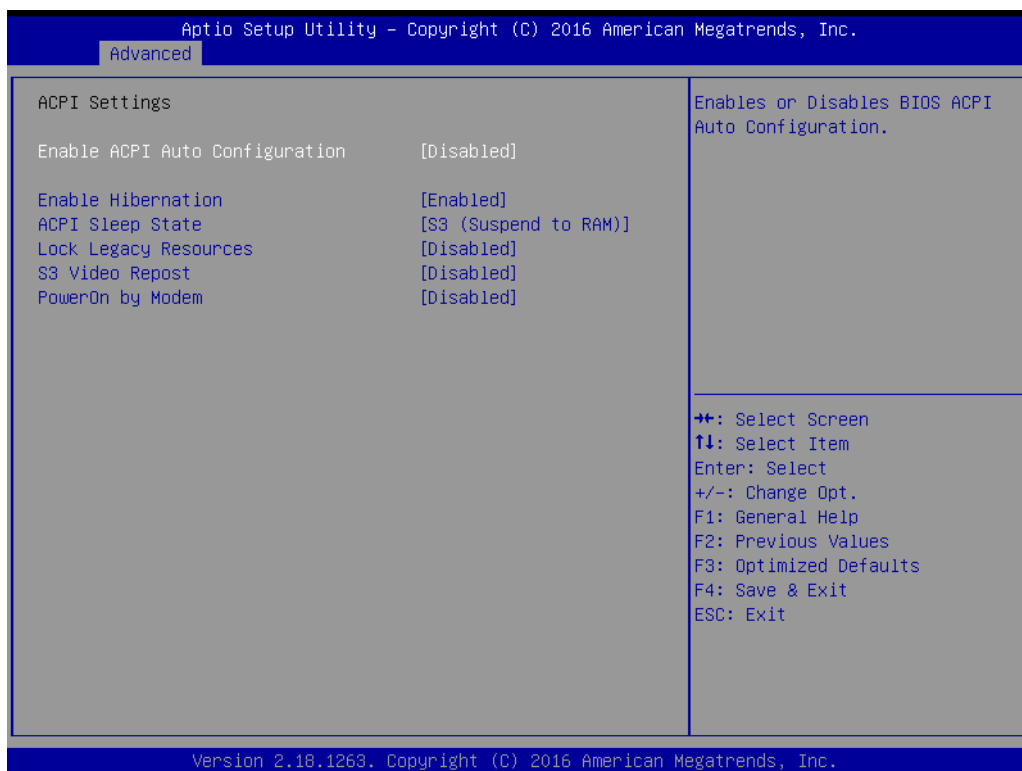 Aptio Setup Utility – Copyright (C) 2016 American Megatrends, Inc.
Advanced
ACPI Settings
Enable ACPI Auto Configuration [Disabled]
Enable Hibernation [Enabled]
ACPI Sleep State [S3 (Suspend to RAM)]
Lock Legacy Resources [Disabled]
S3 Video Repost [Disabled]
PowerOn by Modem [Disabled]
Enables or Disables BIOS ACPI
Auto Configuration.
→←: Select Screen
↑↓: Select Item
Enter: Select
+/-: Change Opt.
F1: General Help
F2: Previous Values
F3: Optimized Defaults
F4: Save & Exit
ESC: Exit
Version 2.18.1263. Copyright (C) 2016 American Megatrends, Inc.